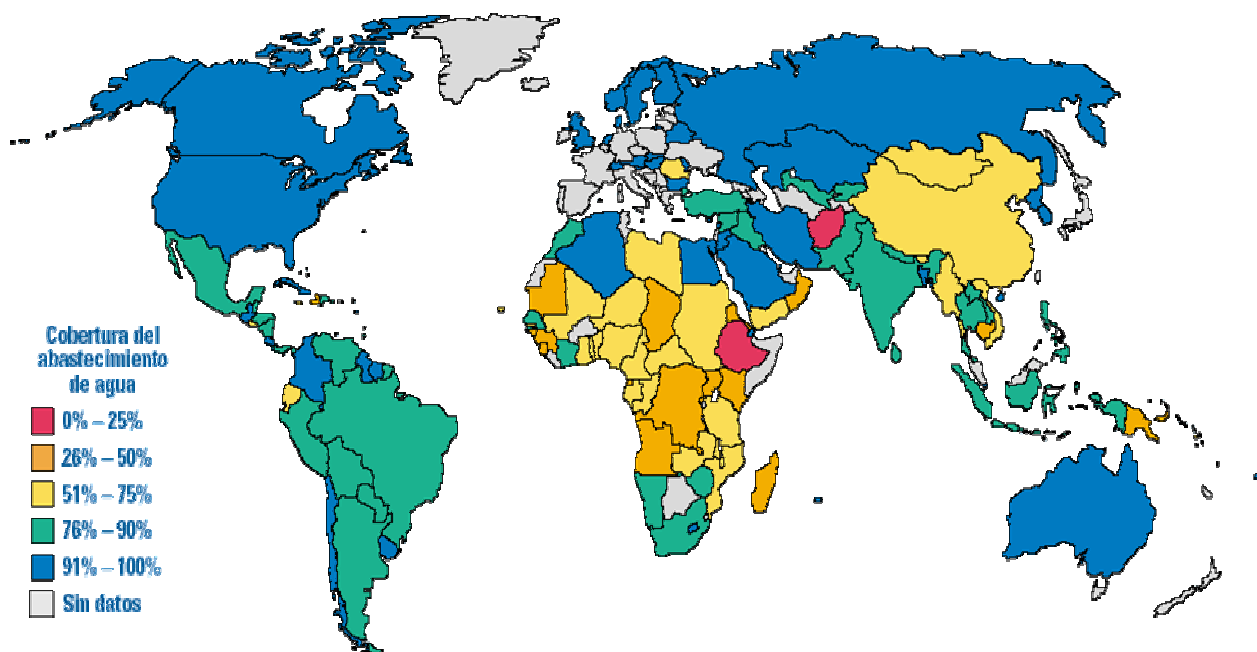 Cobertura del
abastecimiento
de agua
0% – 25%
26% – 50%
51% – 75%
76% – 90%
91% – 100%
Sin datos